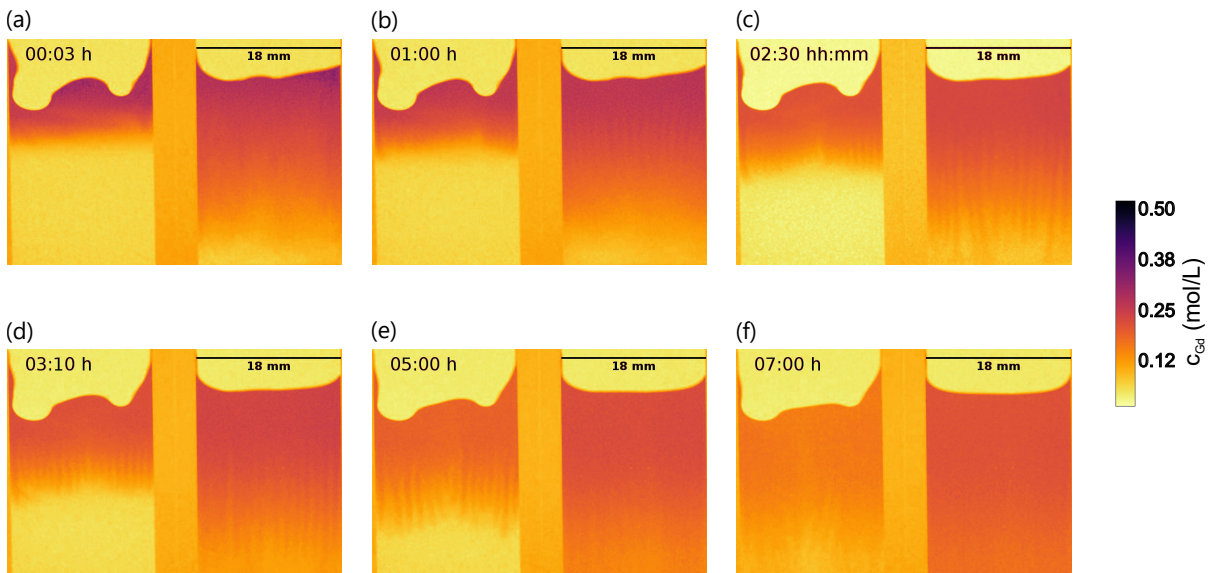 (a)
(b)
(c)
00:03 h
18 mm
01:00 h
18 mm
02:30 hh:mm
18 mm
0.50
0.38
0.25
0.12
c_Gd (mol/L)
(d)
(e)
(f)
03:10 h
18 mm
05:00 h
18 mm
07:00 h
18 mm